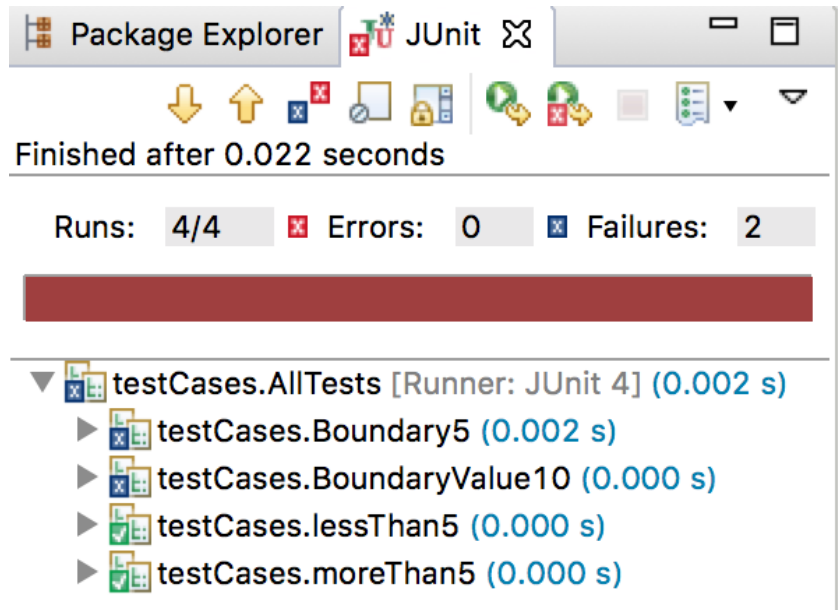 Package Explorer JUnit
Finished after 0.022 seconds
Runs: 4/4 Errors: 0 Failures: 2
testCases.AllTests [Runner: JUnit 4] (0.002 s)
testCases.Boundary5 (0.002 s)
testCases.BoundaryValue10 (0.000 s)
testCases.lessThan5 (0.000 s)
testCases.moreThan5 (0.000 s)